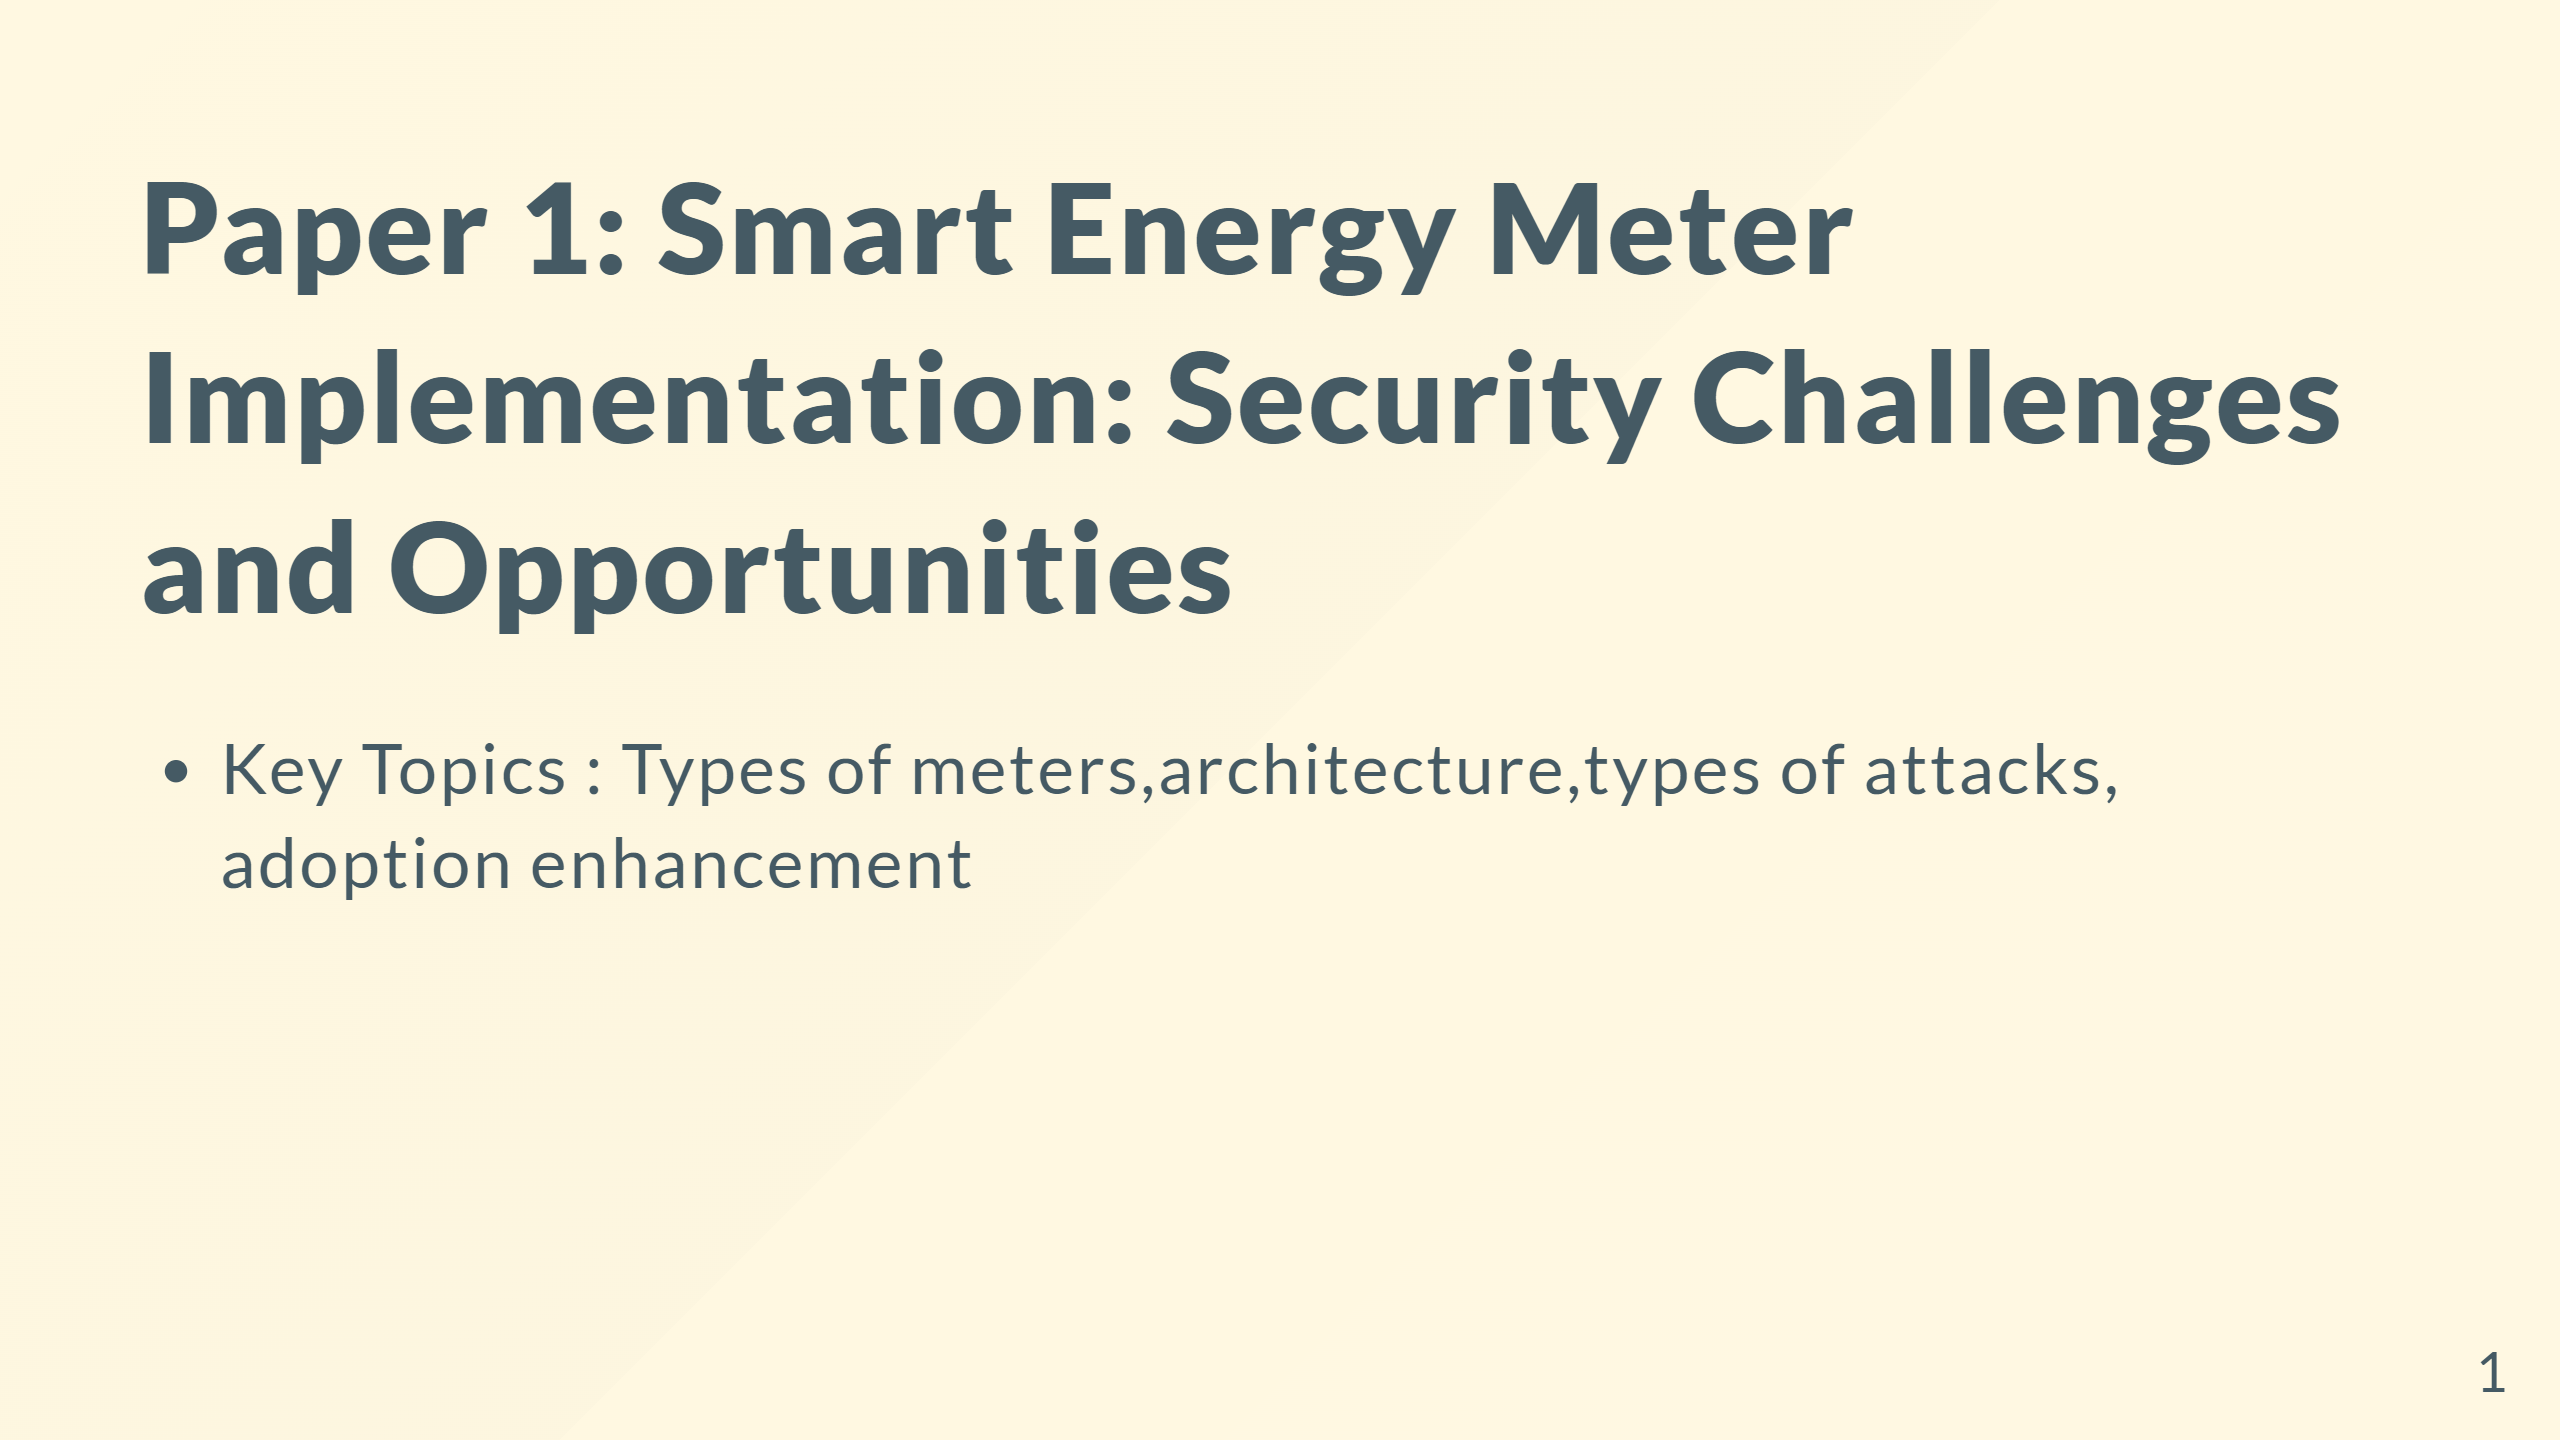 Paper 1: Smart Energy Meter
Implementation: Security Challenges
and Opportunities
• Key Topics : Types of meters,architecture,types of attacks,
adoption enhancement
1